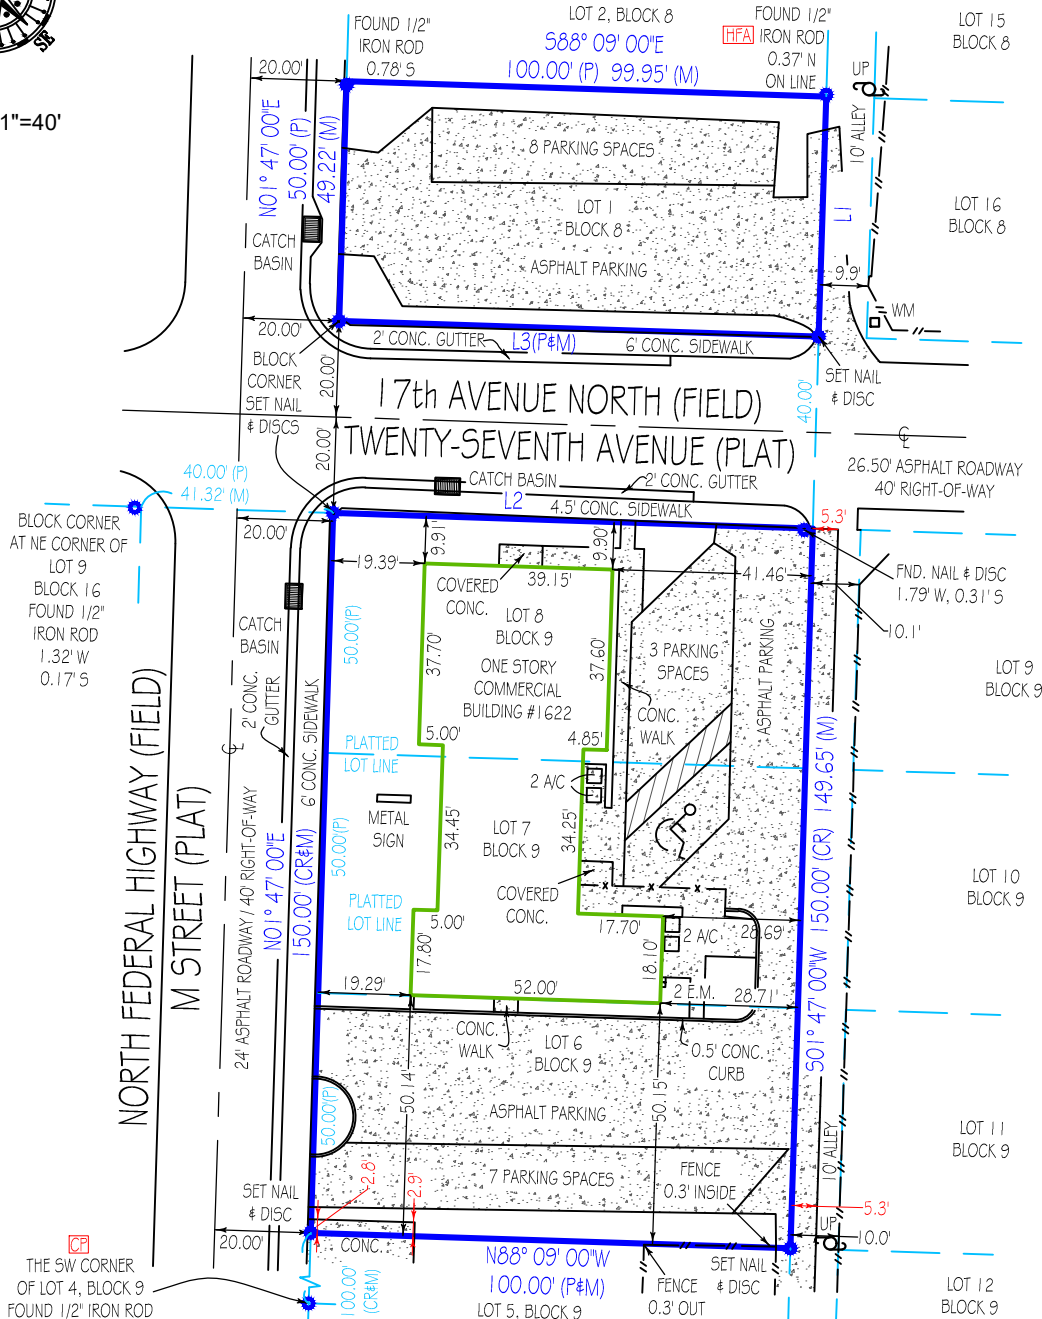 SE
1"=40'
FOUND 1/2"
IRON ROD
0.78' S
LOT 2, BLOCK 8
S88° 09' 00"E
100.00' (P) 99.95' (M)
FOUND 1/2"
HFA IRON ROD
0.37' N
ON LINE
LOT 15
BLOCK 8
20.00'
UP
N01° 47' 00"E
50.00' (P)
49.22' (M)
8 PARKING SPACES
10' ALLEY
LOT 1
BLOCK 8
L1
LOT 16
BLOCK 8
CATCH
BASIN
ASPHALT PARKING
9.9'
WM
20.00'
2' CONC. GUTTER
L3(P&M)
6' CONC. SIDEWALK
BLOCK
CORNER
SET NAIL
& DISCS
20.00'
20.00'
17th AVENUE NORTH (FIELD)
TWENTY-SEVENTH AVENUE (PLAT)
40.00'
SET NAIL
& DISC
26.50' ASPHALT ROADWAY
40' RIGHT-OF-WAY
40.00' (P)
41.32' (M)
CATCH BASIN
2' CONC. GUTTER
L2
4.5' CONC. SIDEWALK
5.3'
BLOCK CORNER
AT NE CORNER OF
LOT 9
BLOCK 16
FOUND 1/2"
IRON ROD
1.32' W
0.17' S
20.00'
19.39'
9.91'
9.90'
39.15'
41.46'
FND. NAIL & DISC
1.79' W, 0.31' S
10.1'
COVERED
CONC.
LOT 8
BLOCK 9
ONE STORY
COMMERCIAL
BUILDING #1622
50.00'(P)
37.70'
37.60'
3 PARKING
SPACES
ASPHALT PARKING
CATCH
BASIN
2' CONC.
GUTTER
6' CONC. SIDEWALK
CONC.
WALK
LOT 9
BLOCK 9
5.00'
4.85'
PLATTED
LOT LINE
2 A/C
METAL
SIGN
34.45'
34.25'
LOT 7
BLOCK 9
S01° 47' 00"W 150.00' (CR) 149.65' (M)
NORTH FEDERAL HIGHWAY (FIELD)
M STREET (PLAT)
24' ASPHALT ROADWAY / 40' RIGHT-OF-WAY
N01° 47' 00"E
150.00' (CR&M)
50.00'(P)
PLATTED
LOT LINE
COVERED
CONC.
LOT 10
BLOCK 9
5.00'
17.70'
2 A/C
28.69'
17.80'
18.10'
19.29'
52.00'
2 E.M.
28.71'
CONC.
WALK
LOT 6
BLOCK 9
0.5' CONC.
CURB
50.14'
50.15'
50.00'(P)
ASPHALT PARKING
LOT 11
BLOCK 9
10' ALLEY
7 PARKING SPACES
FENCE
0.3' INSIDE
SET NAIL
& DISC
2.8'
2.9'
5.3'
UP
10.0'
20.00'
CONC.
CP
THE SW CORNER
OF LOT 4, BLOCK 9
FOUND 1/2" IRON ROD
100.00'
(CR&M)
N88° 09' 00"W
100.00' (P&M)
LOT 5, BLOCK 9
FENCE
0.3' OUT
SET NAIL
& DISC
LOT 12
BLOCK 9